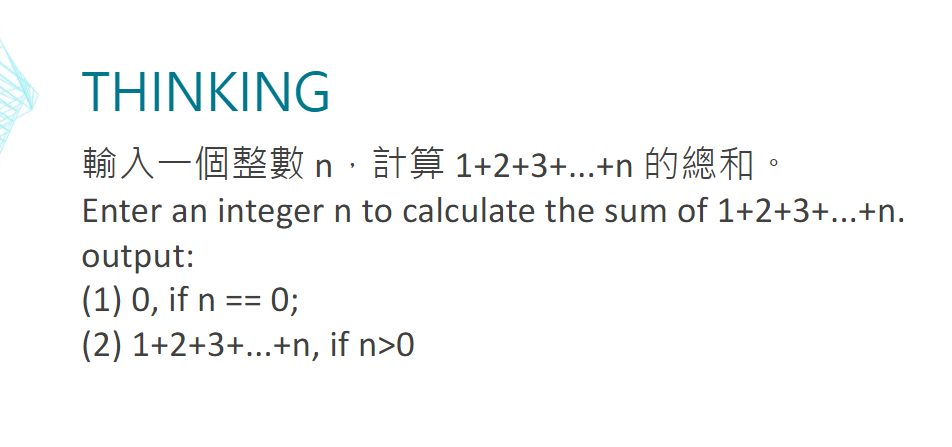 THINKING
輸入一個整數 n，計算 1+2+3+...+n 的總和。
Enter an integer n to calculate the sum of 1+2+3+...+n.
output:
(1) 0, if n == 0;
(2) 1+2+3+...+n, if n>0